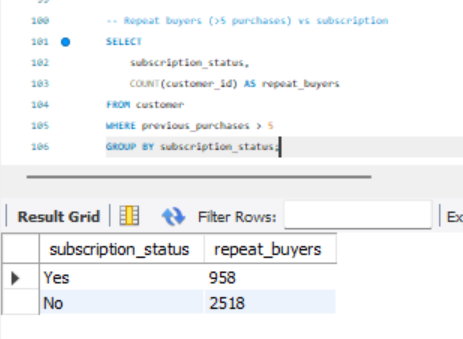 100 -- Repeat buyers (>5 purchases) vs subscription
101 SELECT
102 subscription_status,
103 COUNT(customer_id) AS repeat_buyers
104 FROM customer
105 WHERE previous_purchases > 5
106 GROUP BY subscription_status;
Result Grid Filter Rows: Ex
subscription_status repeat_buyers
Yes 958
No 2518